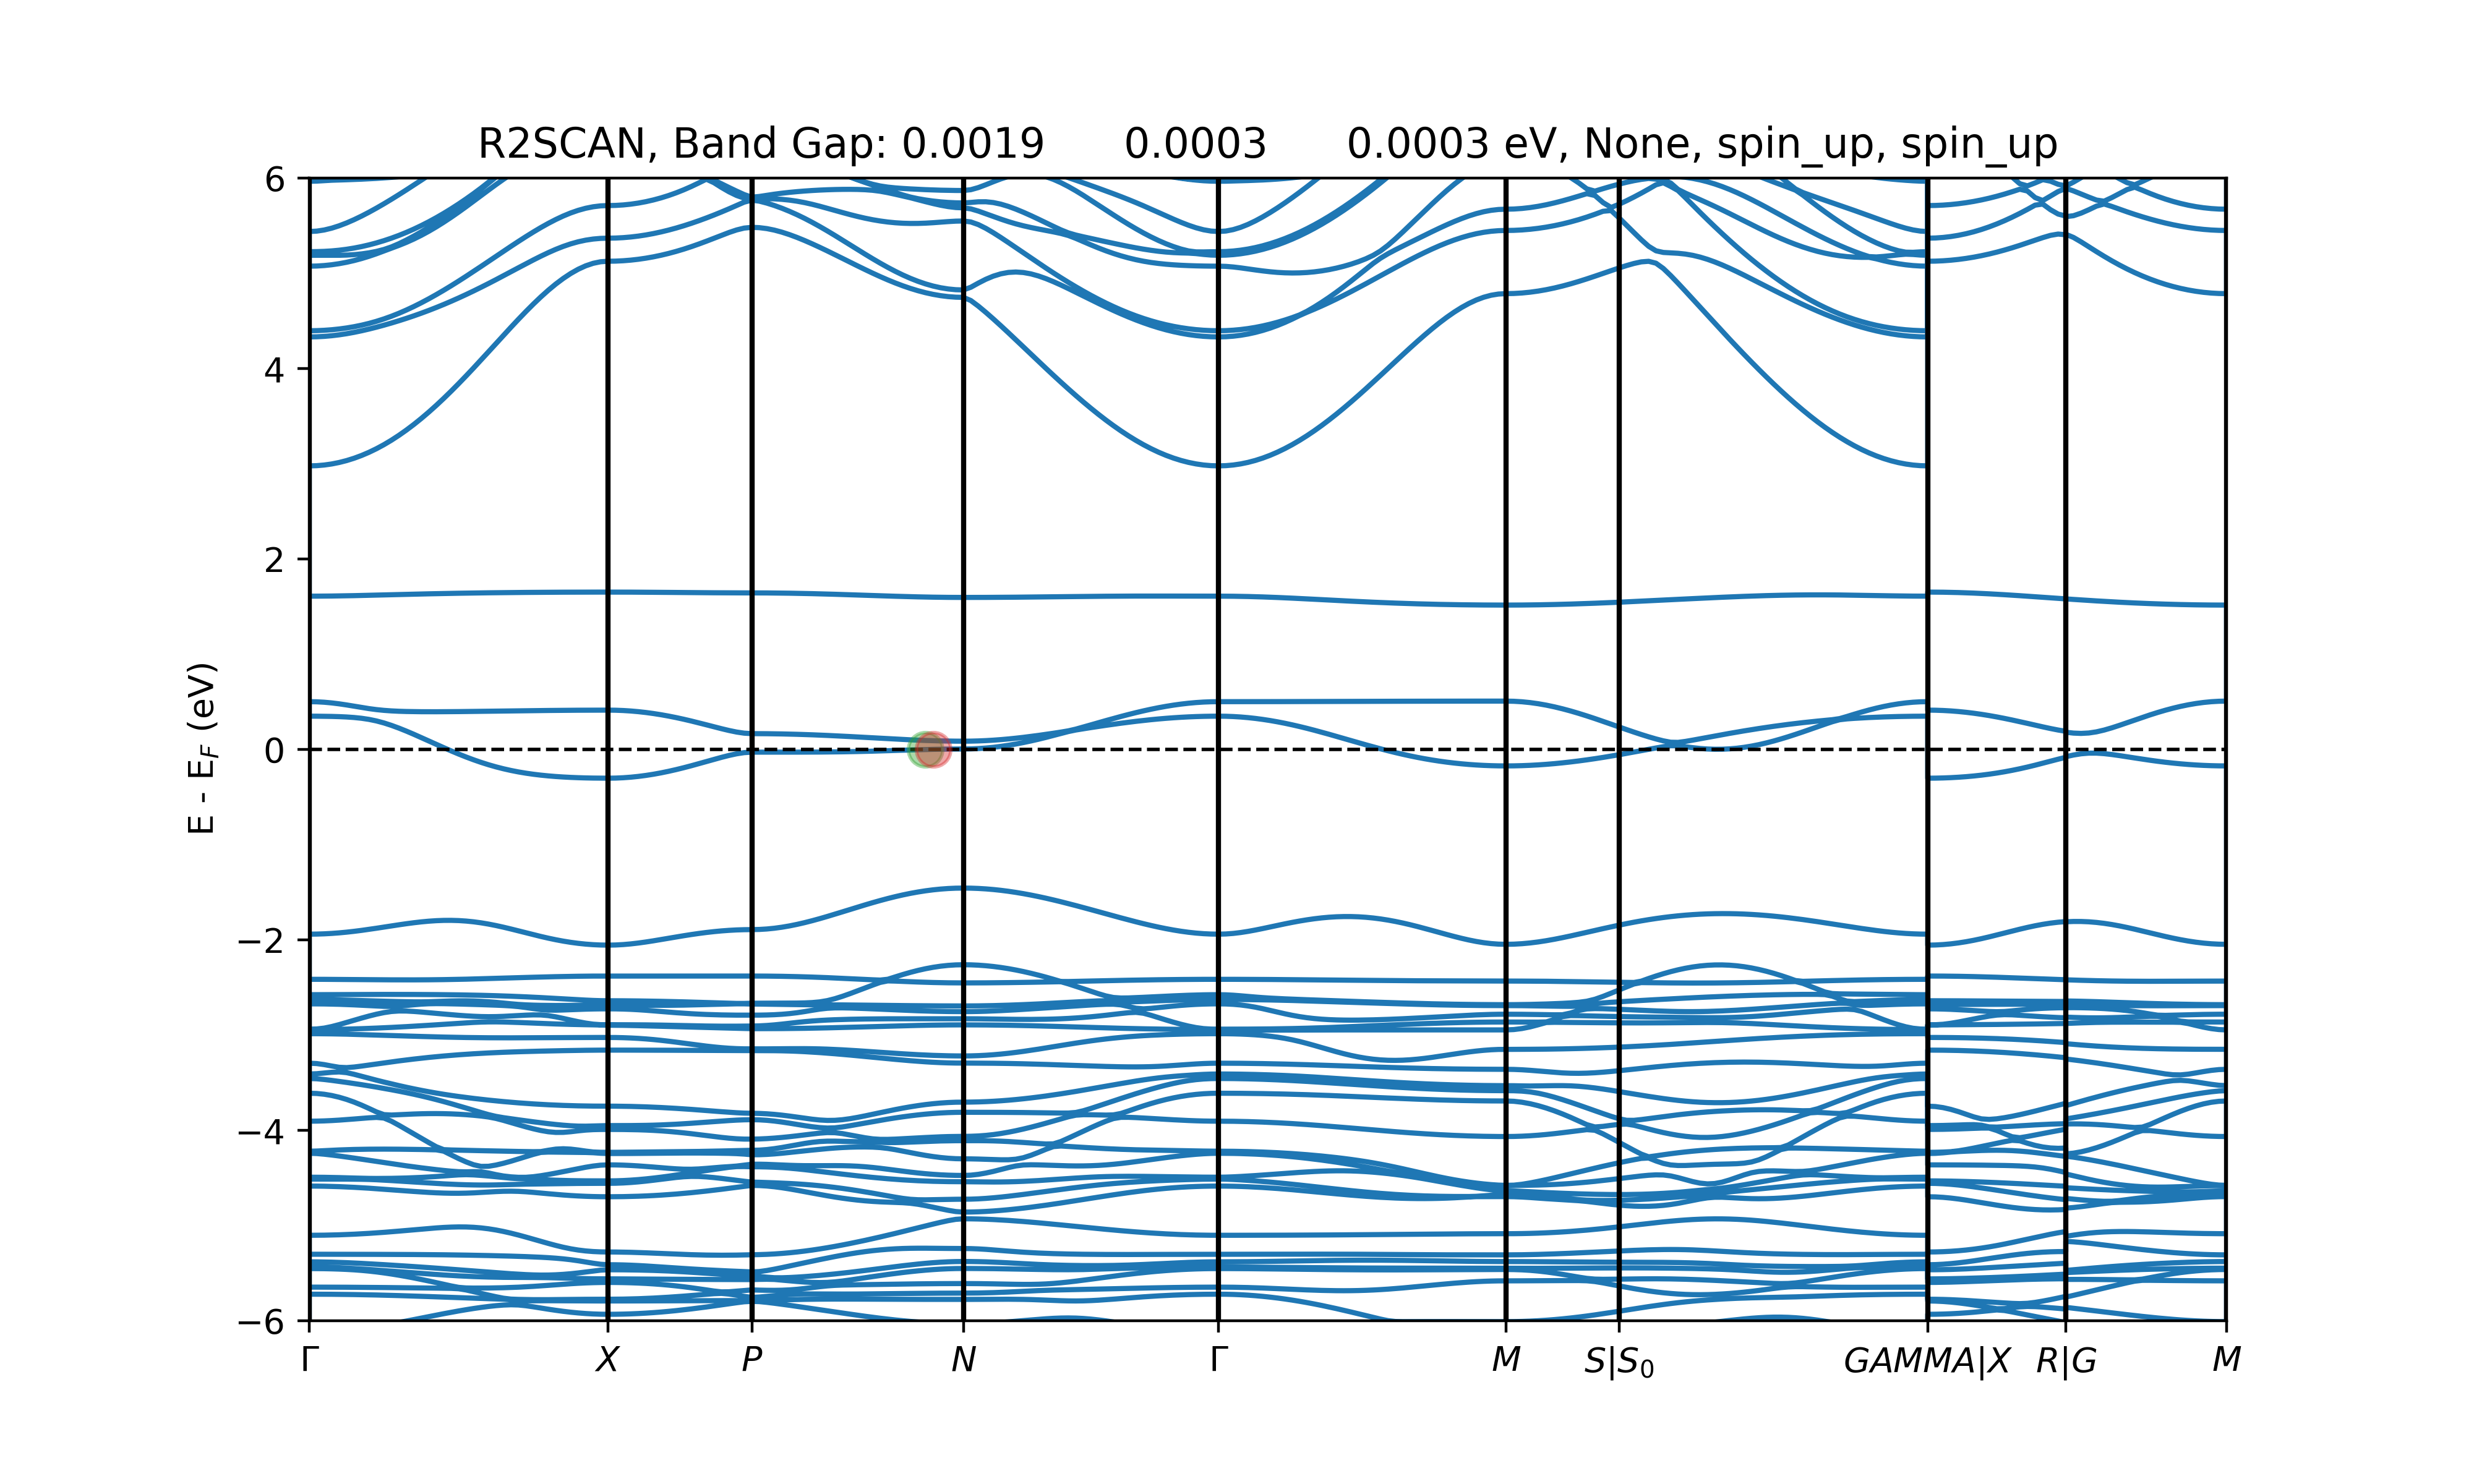 R2SCAN, Band Gap: 0.0019 0.0003 0.0003 eV, None, spin_up, spin_up
E - E_F (eV)
6
4
2
0
−2
−4
−6
Γ X P N Γ M S|S₀ GAMMA|X R|G M